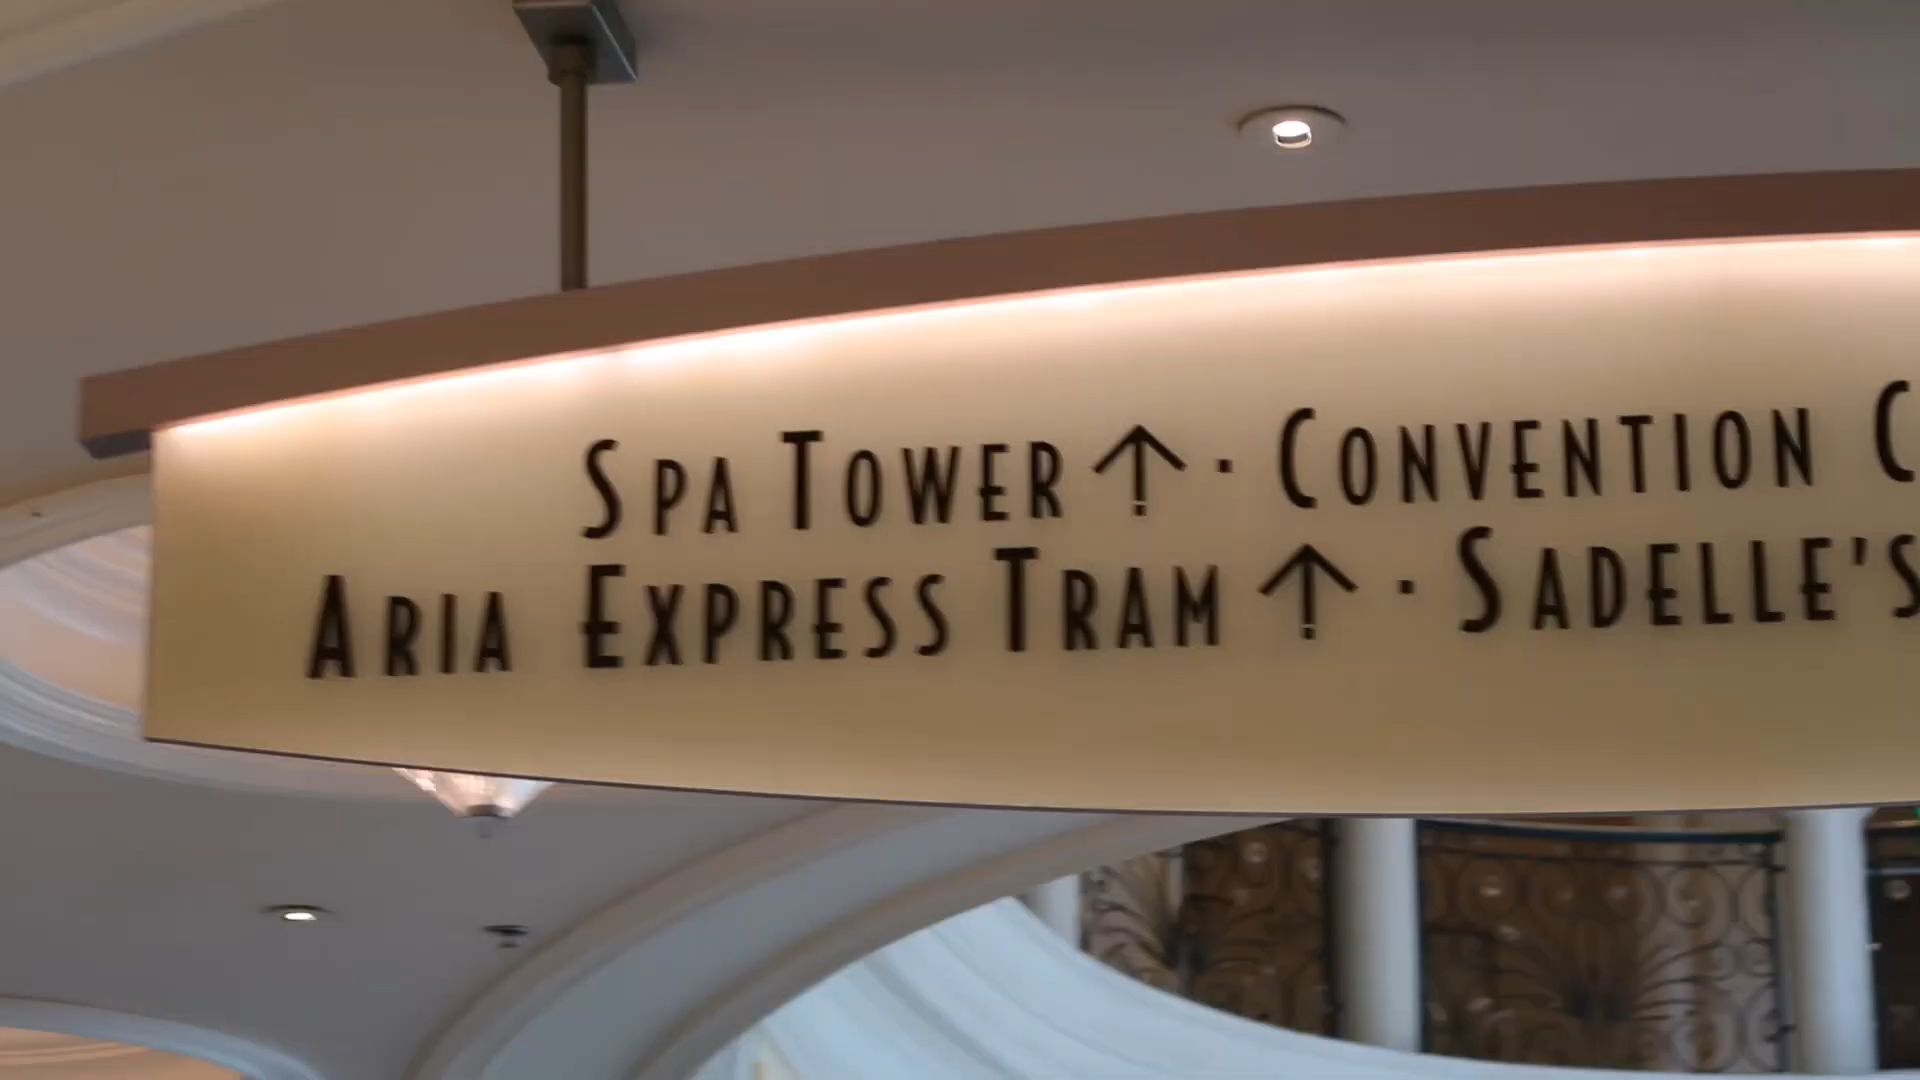 SPA TOWER ↑ · CONVENTION C
ARIA EXPRESS TRAM ↑ · SADELLE'S